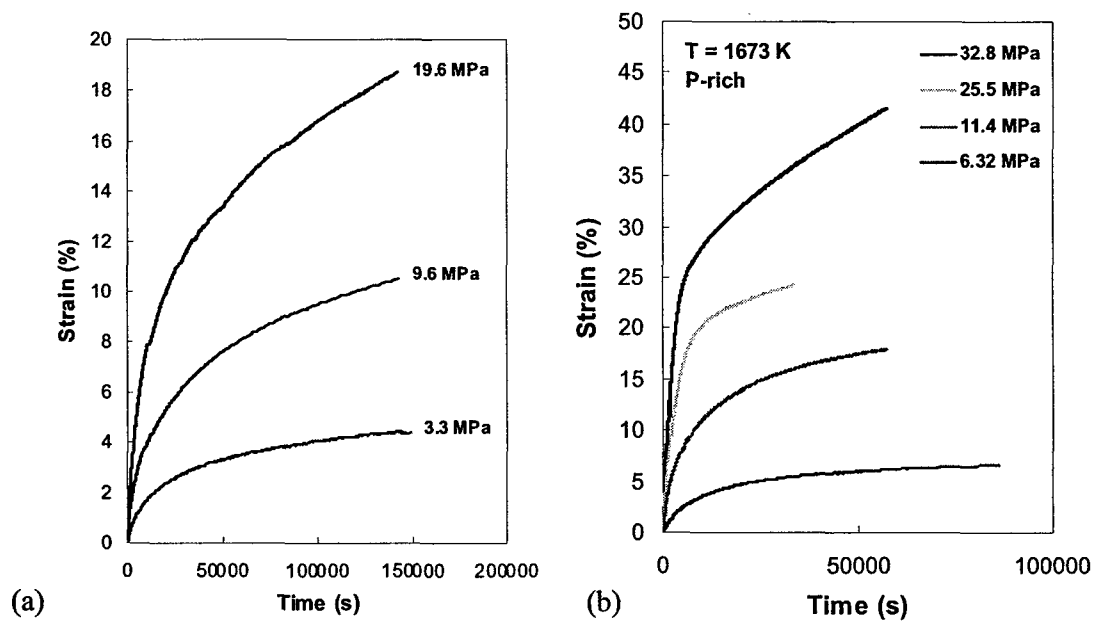 20
18
16
14
12
10
8
6
4
2
0
Strain (%)
19.6 MPa
9.6 MPa
3.3 MPa
0 50000 100000 150000 200000
Time (s)
(a)
50
45
40
35
30
25
20
15
10
5
0
Strain (%)
T = 1673 K
P-rich
32.8 MPa
25.5 MPa
11.4 MPa
6.32 MPa
0 50000 100000
Time (s)
(b)